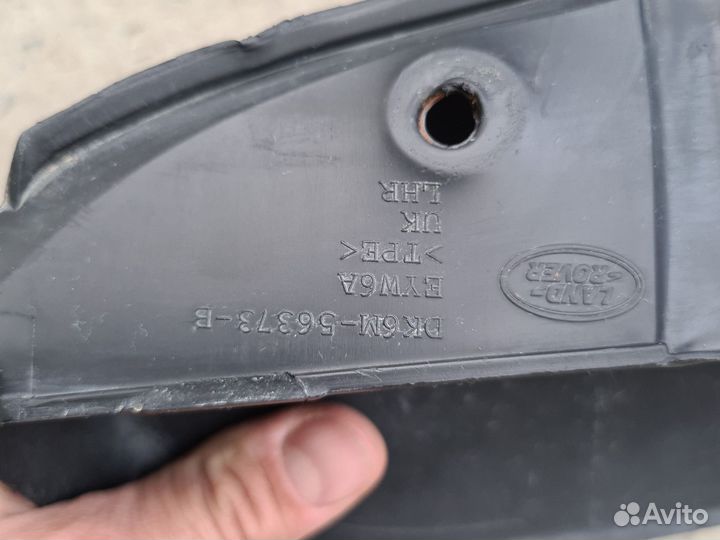 DK6M-56373-B
EYW6A
>TPE<
UK
LHR
LAND-
-ROVER
Avito